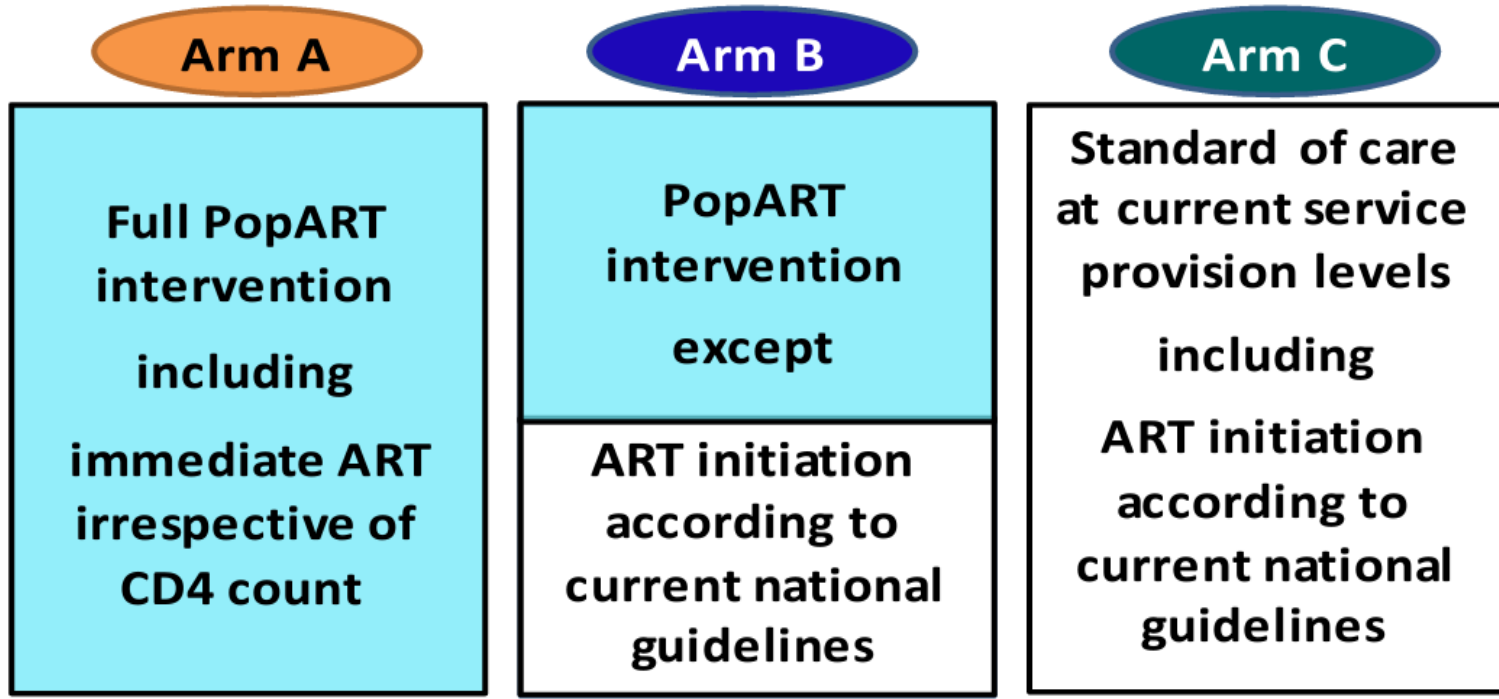 Arm A
Full PopART
intervention
including
immediate ART
irrespective of
CD4 count
Arm B
PopART
intervention
except
ART initiation
according to
current national
guidelines
Arm C
Standard of care
at current service
provision levels
including
ART initiation
according to
current national
guidelines